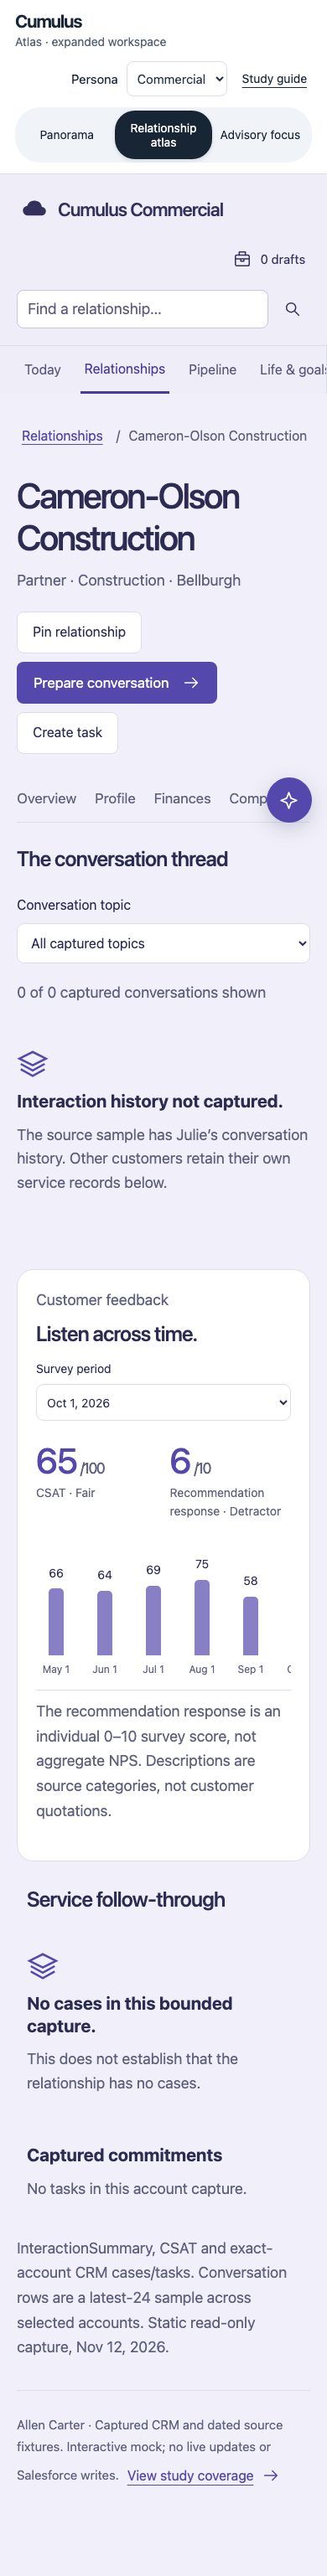 Cumulus
Atlas · expanded workspace
Persona
Commercial
Study guide
Panorama
Relationship
atlas
Advisory focus
Cumulus Commercial
0 drafts
Find a relationship...
Today
Relationships
Pipeline
Life & goals
Relationships / Cameron-Olson Construction
Cameron-Olson
Construction
Partner · Construction · Bellburgh
Pin relationship
Prepare conversation
Create task
Overview
Profile
Finances
The conversation thread
Conversation topic
All captured topics
0 of 0 captured conversations shown
Interaction history not captured.
The source sample has Julie’s conversation
history. Other customers retain their own
service records below.
Customer feedback
Listen across time.
Survey period
Oct 1, 2026
65 /100
CSAT · Fair
6 /10
Recommendation
response · Detractor
66
64
69
75
58
May 1
Jun 1
Jul 1
Aug 1
Sep 1
The recommendation response is an
individual 0–10 survey score, not
aggregate NPS. Descriptions are
source categories, not customer
quotations.
Service follow-through
No cases in this bounded
capture.
This does not establish that the
relationship has no cases.
Captured commitments
No tasks in this account capture.
InteractionSummary, CSAT and exact-
account CRM cases/tasks. Conversation
rows are a latest-24 sample across
selected accounts. Static read-only
capture, Nov 12, 2026.
Allen Carter · Captured CRM and dated source
fixtures. Interactive mock; no live updates or
Salesforce writes. View study coverage